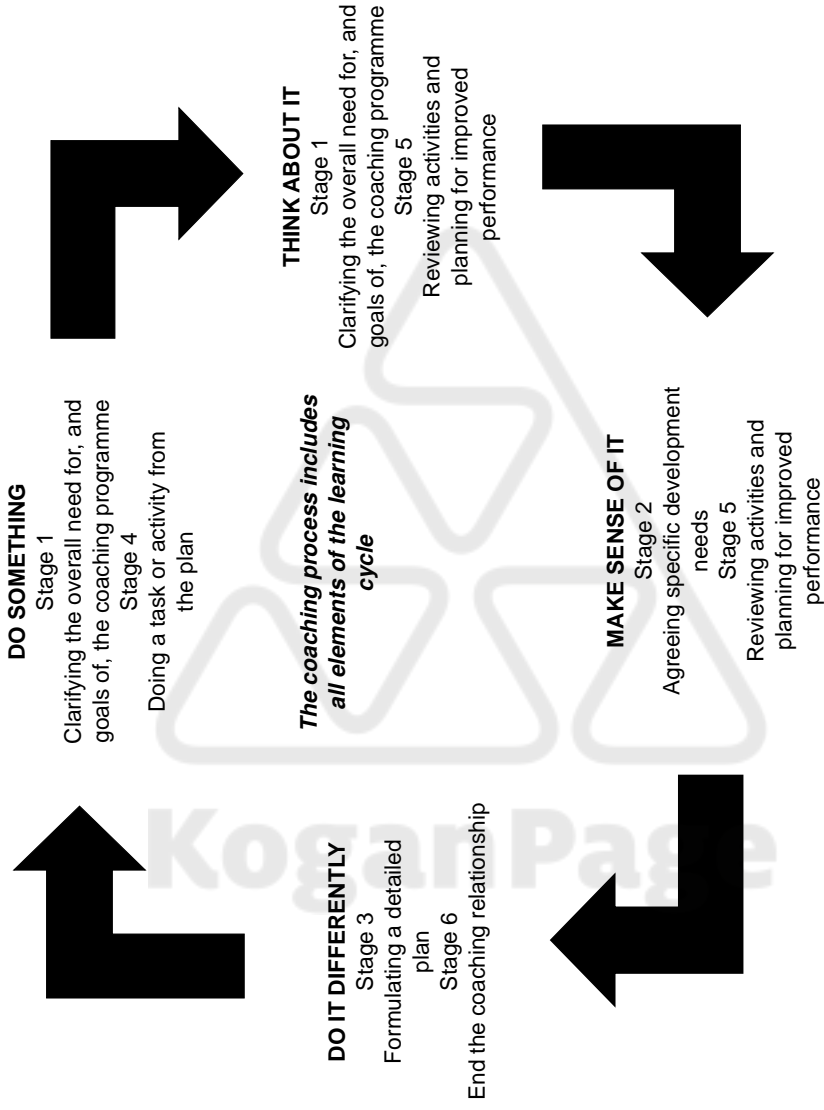 DO SOMETHING
Stage 1
Clarifying the overall need for, and
goals of, the coaching programme
Stage 4
Doing a task or activity from
the plan
THINK ABOUT IT
Stage 1
Clarifying the overall need for, and
goals of, the coaching programme
Stage 5
Reviewing activities and
planning for improved
performance
The coaching process includes
all elements of the learning
cycle
MAKE SENSE OF IT
Stage 2
Agreeing specific development
needs
Stage 5
Reviewing activities and
planning for improved
performance
DO IT DIFFERENTLY
Stage 3
Formulating a detailed
plan
Stage 6
End the coaching relationship
KoganPage